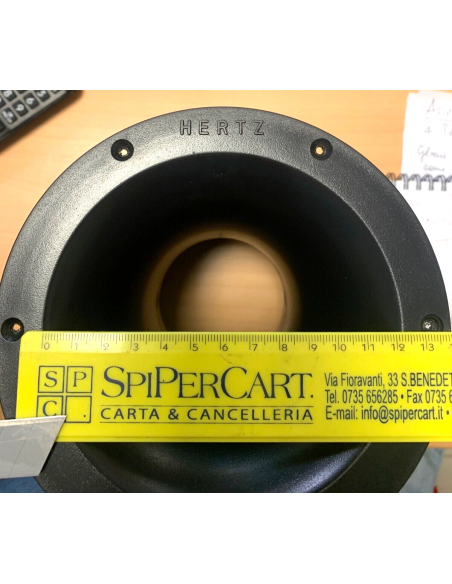 HERTZ
0 1 2 3 4 5 6 7 8 9 10 11 12 13
SP
C.
SPIPERCART.
CARTA & CANCELLERIA
Via Fioravanti, 33 S.BENEDET
Tel. 0735 656285 • Fax 0735 6
E-mail: info@spipercart.it •